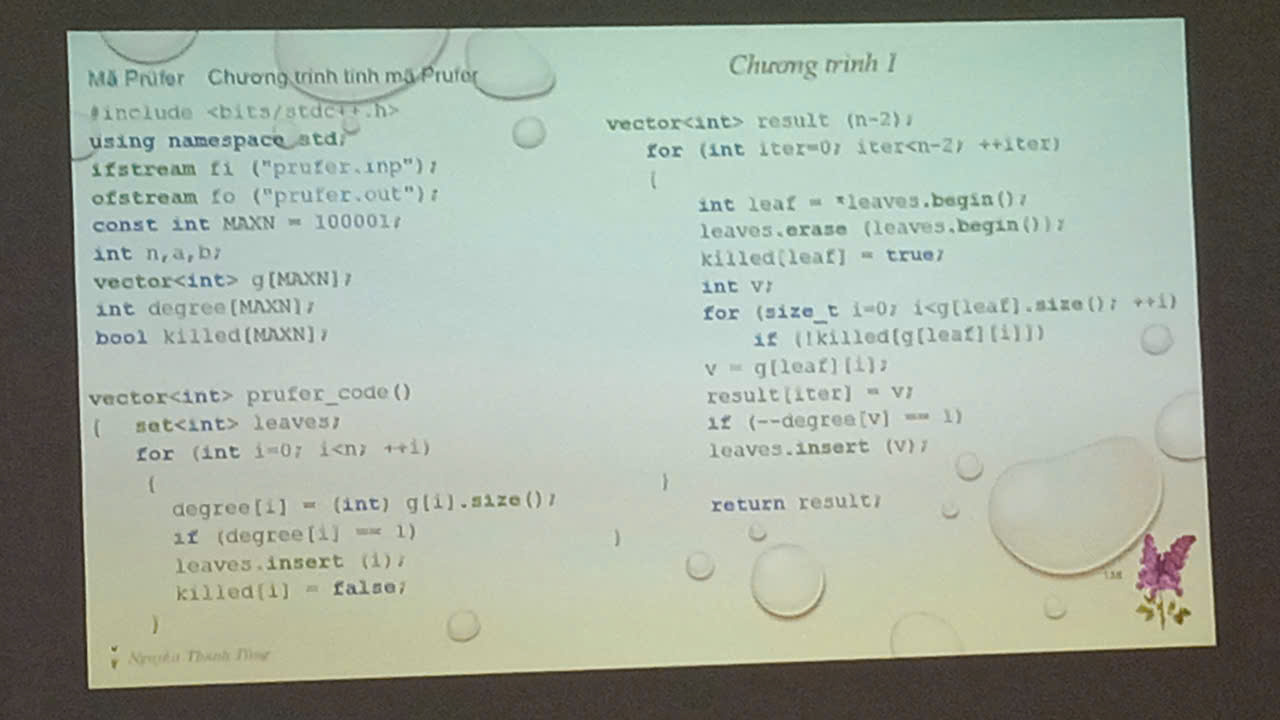 Mã Prufer Chương trình tính mã Prufer
#include <bits/stdc++.h>
using namespace std;
ifstream fi ("prufer.inp");
ofstream fo ("prufer.out");
const int MAXN = 100001;
int n,a,b;
vector<int> g[MAXN];
int degree[MAXN];
bool killed[MAXN];
vector<int> prufer_code()
{ set<int> leaves;
for (int i=0; i<n; ++i)
{
degree[i] = (int) g[i].size();
if (degree[i] == 1)
leaves.insert (i);
killed[i] = false;
}
Chương trình 1
vector<int> result (n-2);
for (int iter=0; iter<n-2; ++iter)
{
int leaf = *leaves.begin();
leaves.erase (leaves.begin());
killed[leaf] = true;
int v;
for (size_t i=0; i<g[leaf].size(); ++i)
if (!killed[g[leaf][i]])
v = g[leaf][i];
result[iter] = v;
if (--degree[v] == 1)
leaves.insert (v);
}
return result;
}
Thanh Tùng